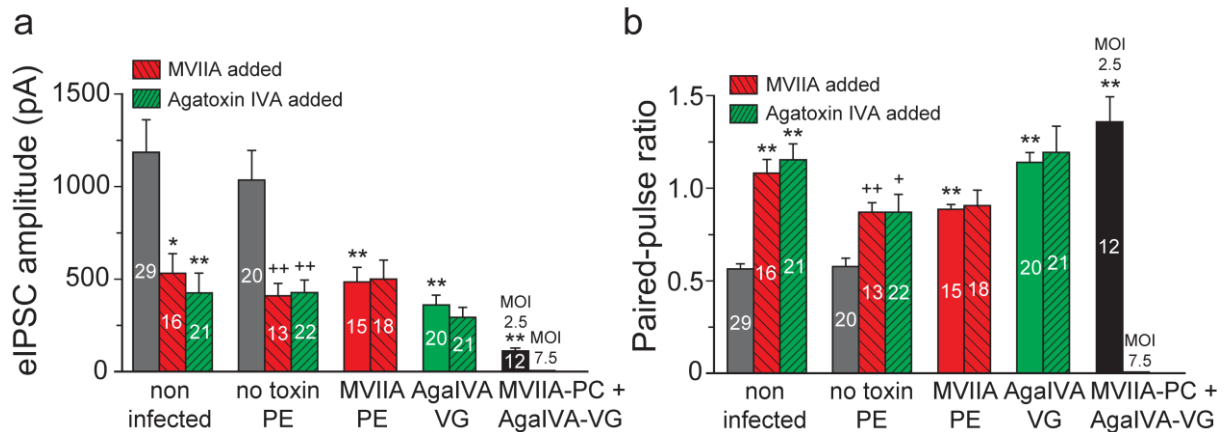 a
eIPSC amplitude (pA)
1500
1000
500
0
MVIIA added
Agatoxin IVA added
29
*
16
**
21
20
++
13
++
22
**
15
18
**
20
21
MOI
2.5
**
12
MOI
7.5
non
infected
no toxin
PE
MVIIA
PE
AgaIVA
VG
MVIIA-PC +
AgaIVA-VG
b
Paired-pulse ratio
1.5
1.0
0.5
0
MVIIA added
Agatoxin IVA added
29
**
16
**
21
20
++
13
+
22
**
15
18
**
20
21
MOI
2.5
**
12
MOI
7.5
non
infected
no toxin
PE
MVIIA
PE
AgaIVA
VG
MVIIA-PC +
AgaIVA-VG